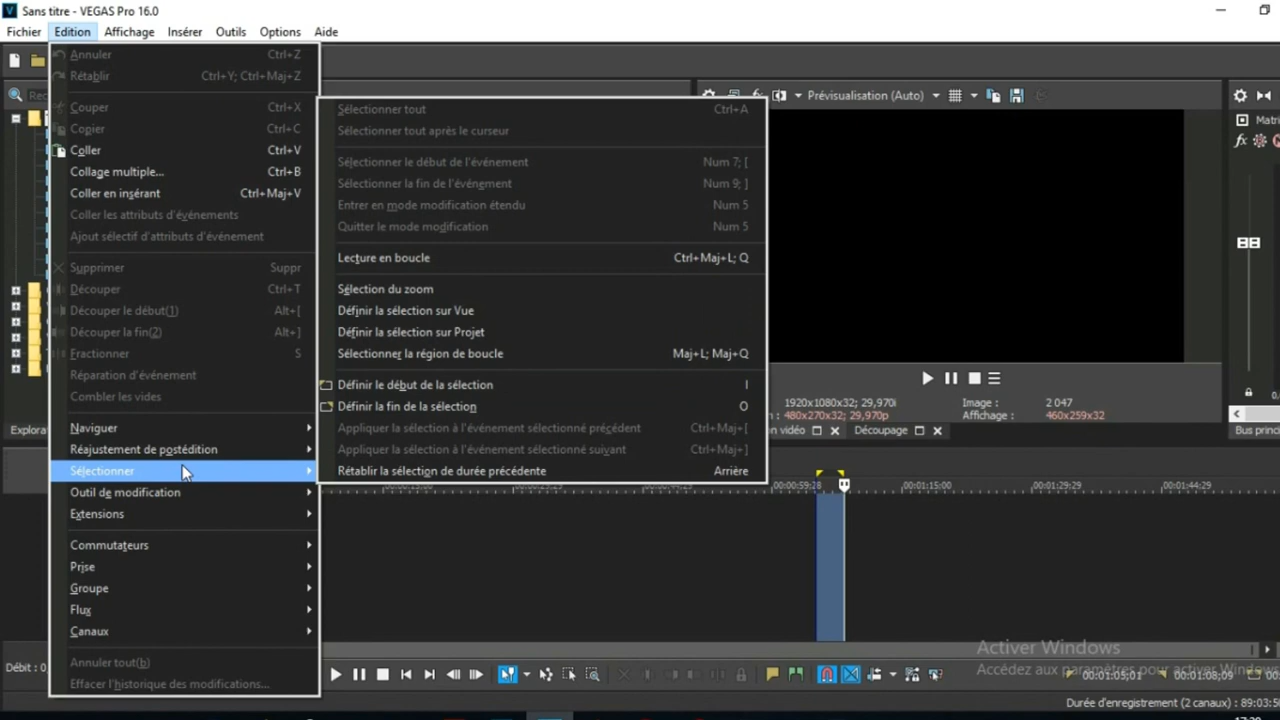 Sans titre - VEGAS Pro 16.0
Fichier Edition Affichage Insérer Outils Options Aide
Annuler Ctrl+Z
Rétablir Ctrl+Y; Ctrl+Maj+Z
Couper Ctrl+X
Copier Ctrl+C
Coller Ctrl+V
Collage multiple... Ctrl+B
Coller en insérant Ctrl+Maj+V
Coller les attributs d'événements
Ajout sélectif d'attributs d'événement
Supprimer Suppr
Découper Ctrl+T
Découper le début(1) Alt+[
Découper la fin(2) Alt+]
Fractionner S
Réparation d'événement
Combler les vides
Naviguer
Réajustement de postédition
Sélectionner
Outil de modification
Extensions
Commutateurs
Prise
Groupe
Flux
Canaux
Annuler tout(b)
Effacer l'historique des modifications...
Sélectionner tout Ctrl+A
Sélectionner tout après le curseur
Sélectionner le début de l'événement Num 7; [
Sélectionner la fin de l'événement Num 9; ]
Entrer en mode modification étendu Num 5
Quitter le mode modification Num 5
Lecture en boucle Ctrl+Maj+L; Q
Sélection du zoom
Définir la sélection sur Vue
Définir la sélection sur Projet
Sélectionner la région de boucle Maj+L; Maj+Q
Définir le début de la sélection I
Définir la fin de la sélection O
Appliquer la sélection à l'événement sélectionné précédent Ctrl+Maj+[
Appliquer la sélection à l'événement sélectionné suivant Ctrl+Maj+]
Rétablir la sélection de durée précédente Arrière
Prévisualisation (Auto)
fx
1920x1080x32; 29,970i Image : 2 047
480x270x32; 29,970p Affichage : 460x259x32
Découpage
Bus princi
00:00:59:28 00:01:15:00 00:01:29:29 00:01:44:29
Activer Windows
Accédez aux paramètres pour activer Windows
00:01:05;01 00:01:08;09
Débit : 0
Durée d'enregistrement (2 canaux) : 89:03:5